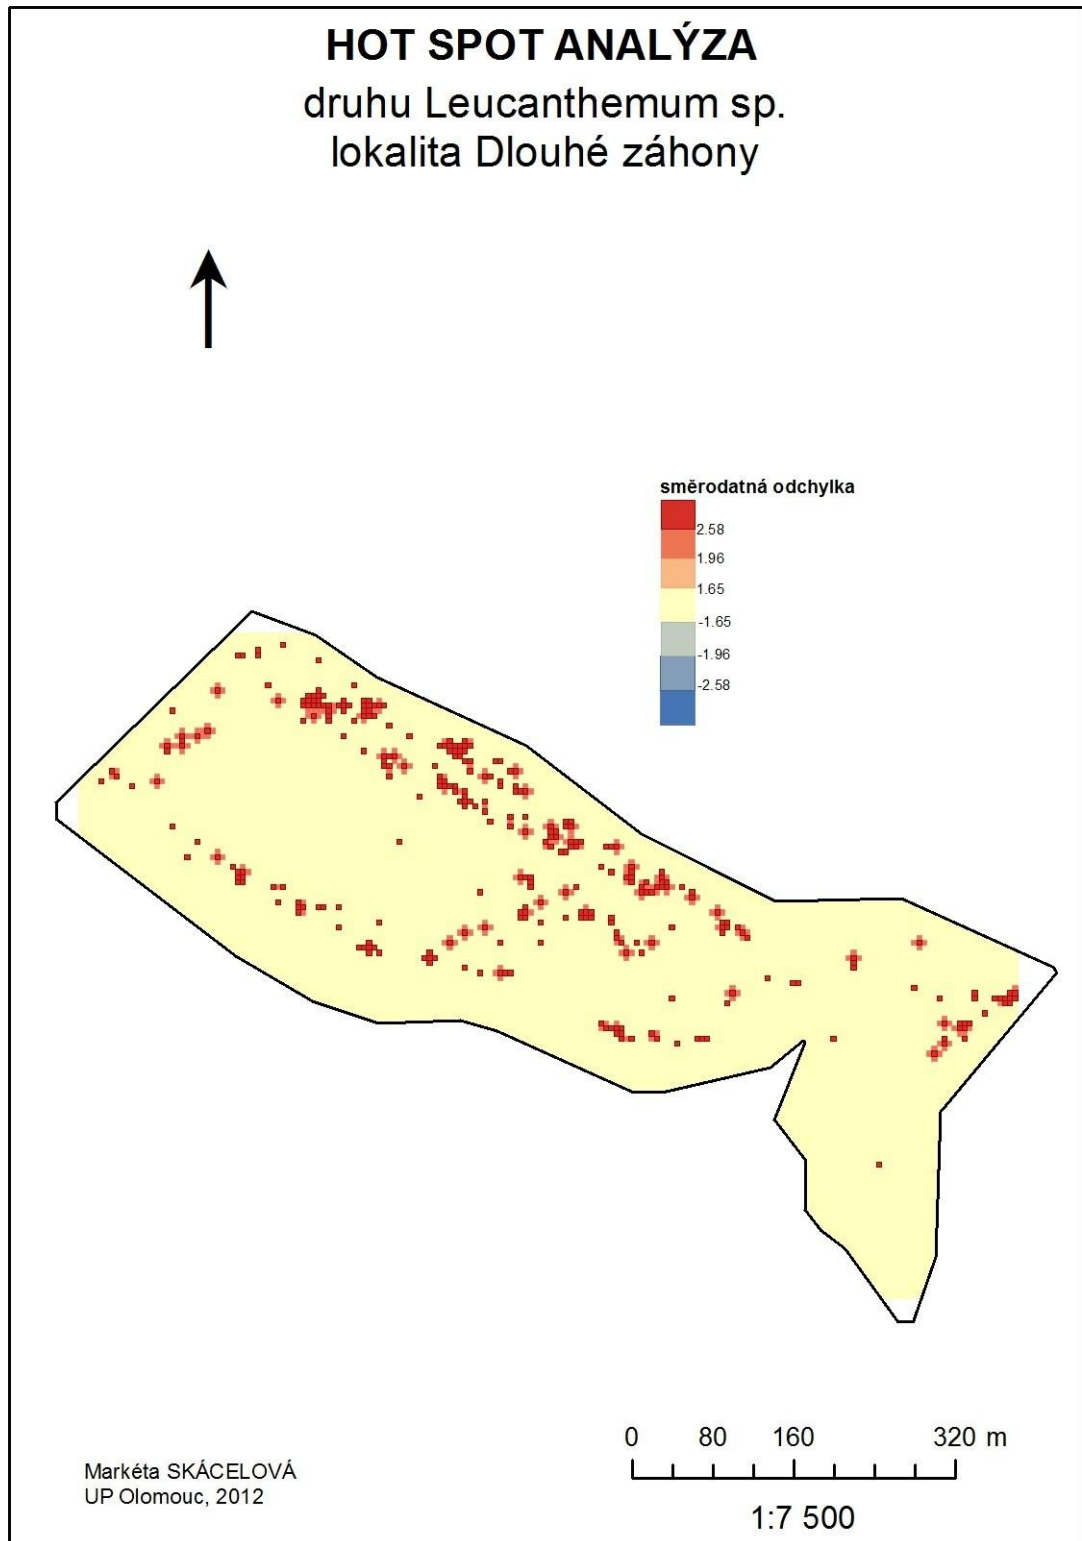 HOT SPOT ANALÝZA
druhu Leucanthemum sp.
lokalita Dlouhé záhony
směrodatná odchylka
2.58
1.96
1.65
-1.65
-1.96
-2.58
0 80 160 320 m
1:7 500
Markéta SKÁCELOVÁ
UP Olomouc, 2012